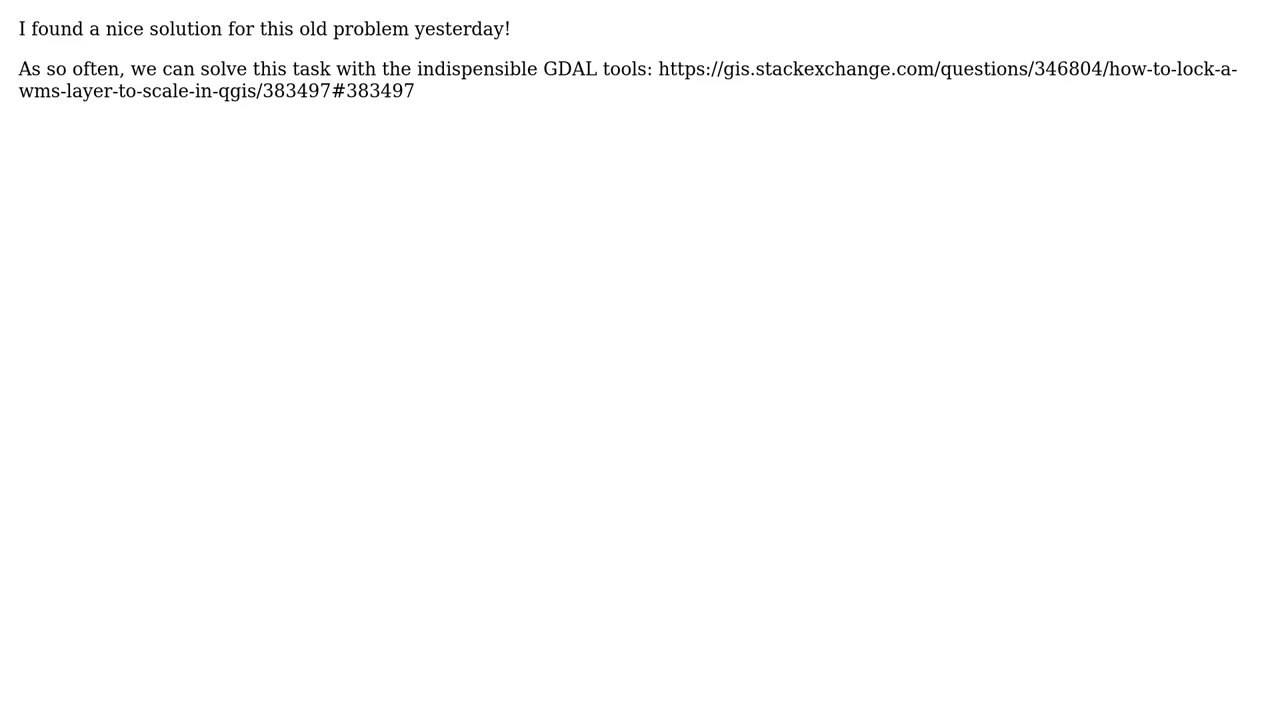 I found a nice solution for this old problem yesterday!
As so often, we can solve this task with the indispensible GDAL tools: https://gis.stackexchange.com/questions/346804/how-to-lock-a-
wms-layer-to-scale-in-qgis/383497#383497